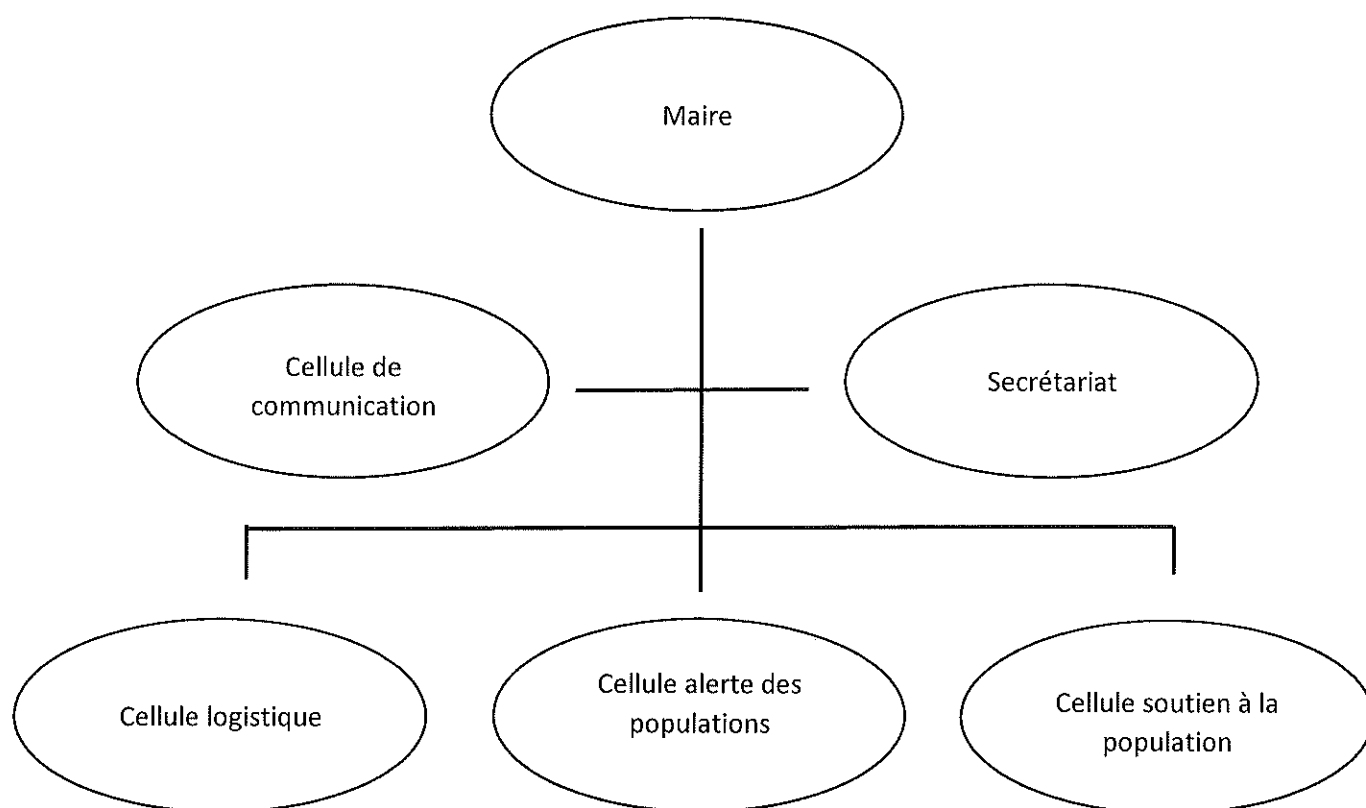 Maire
Cellule de
communication
Secrétariat
Cellule logistique
Cellule alerte des
populations
Cellule soutien à la
population